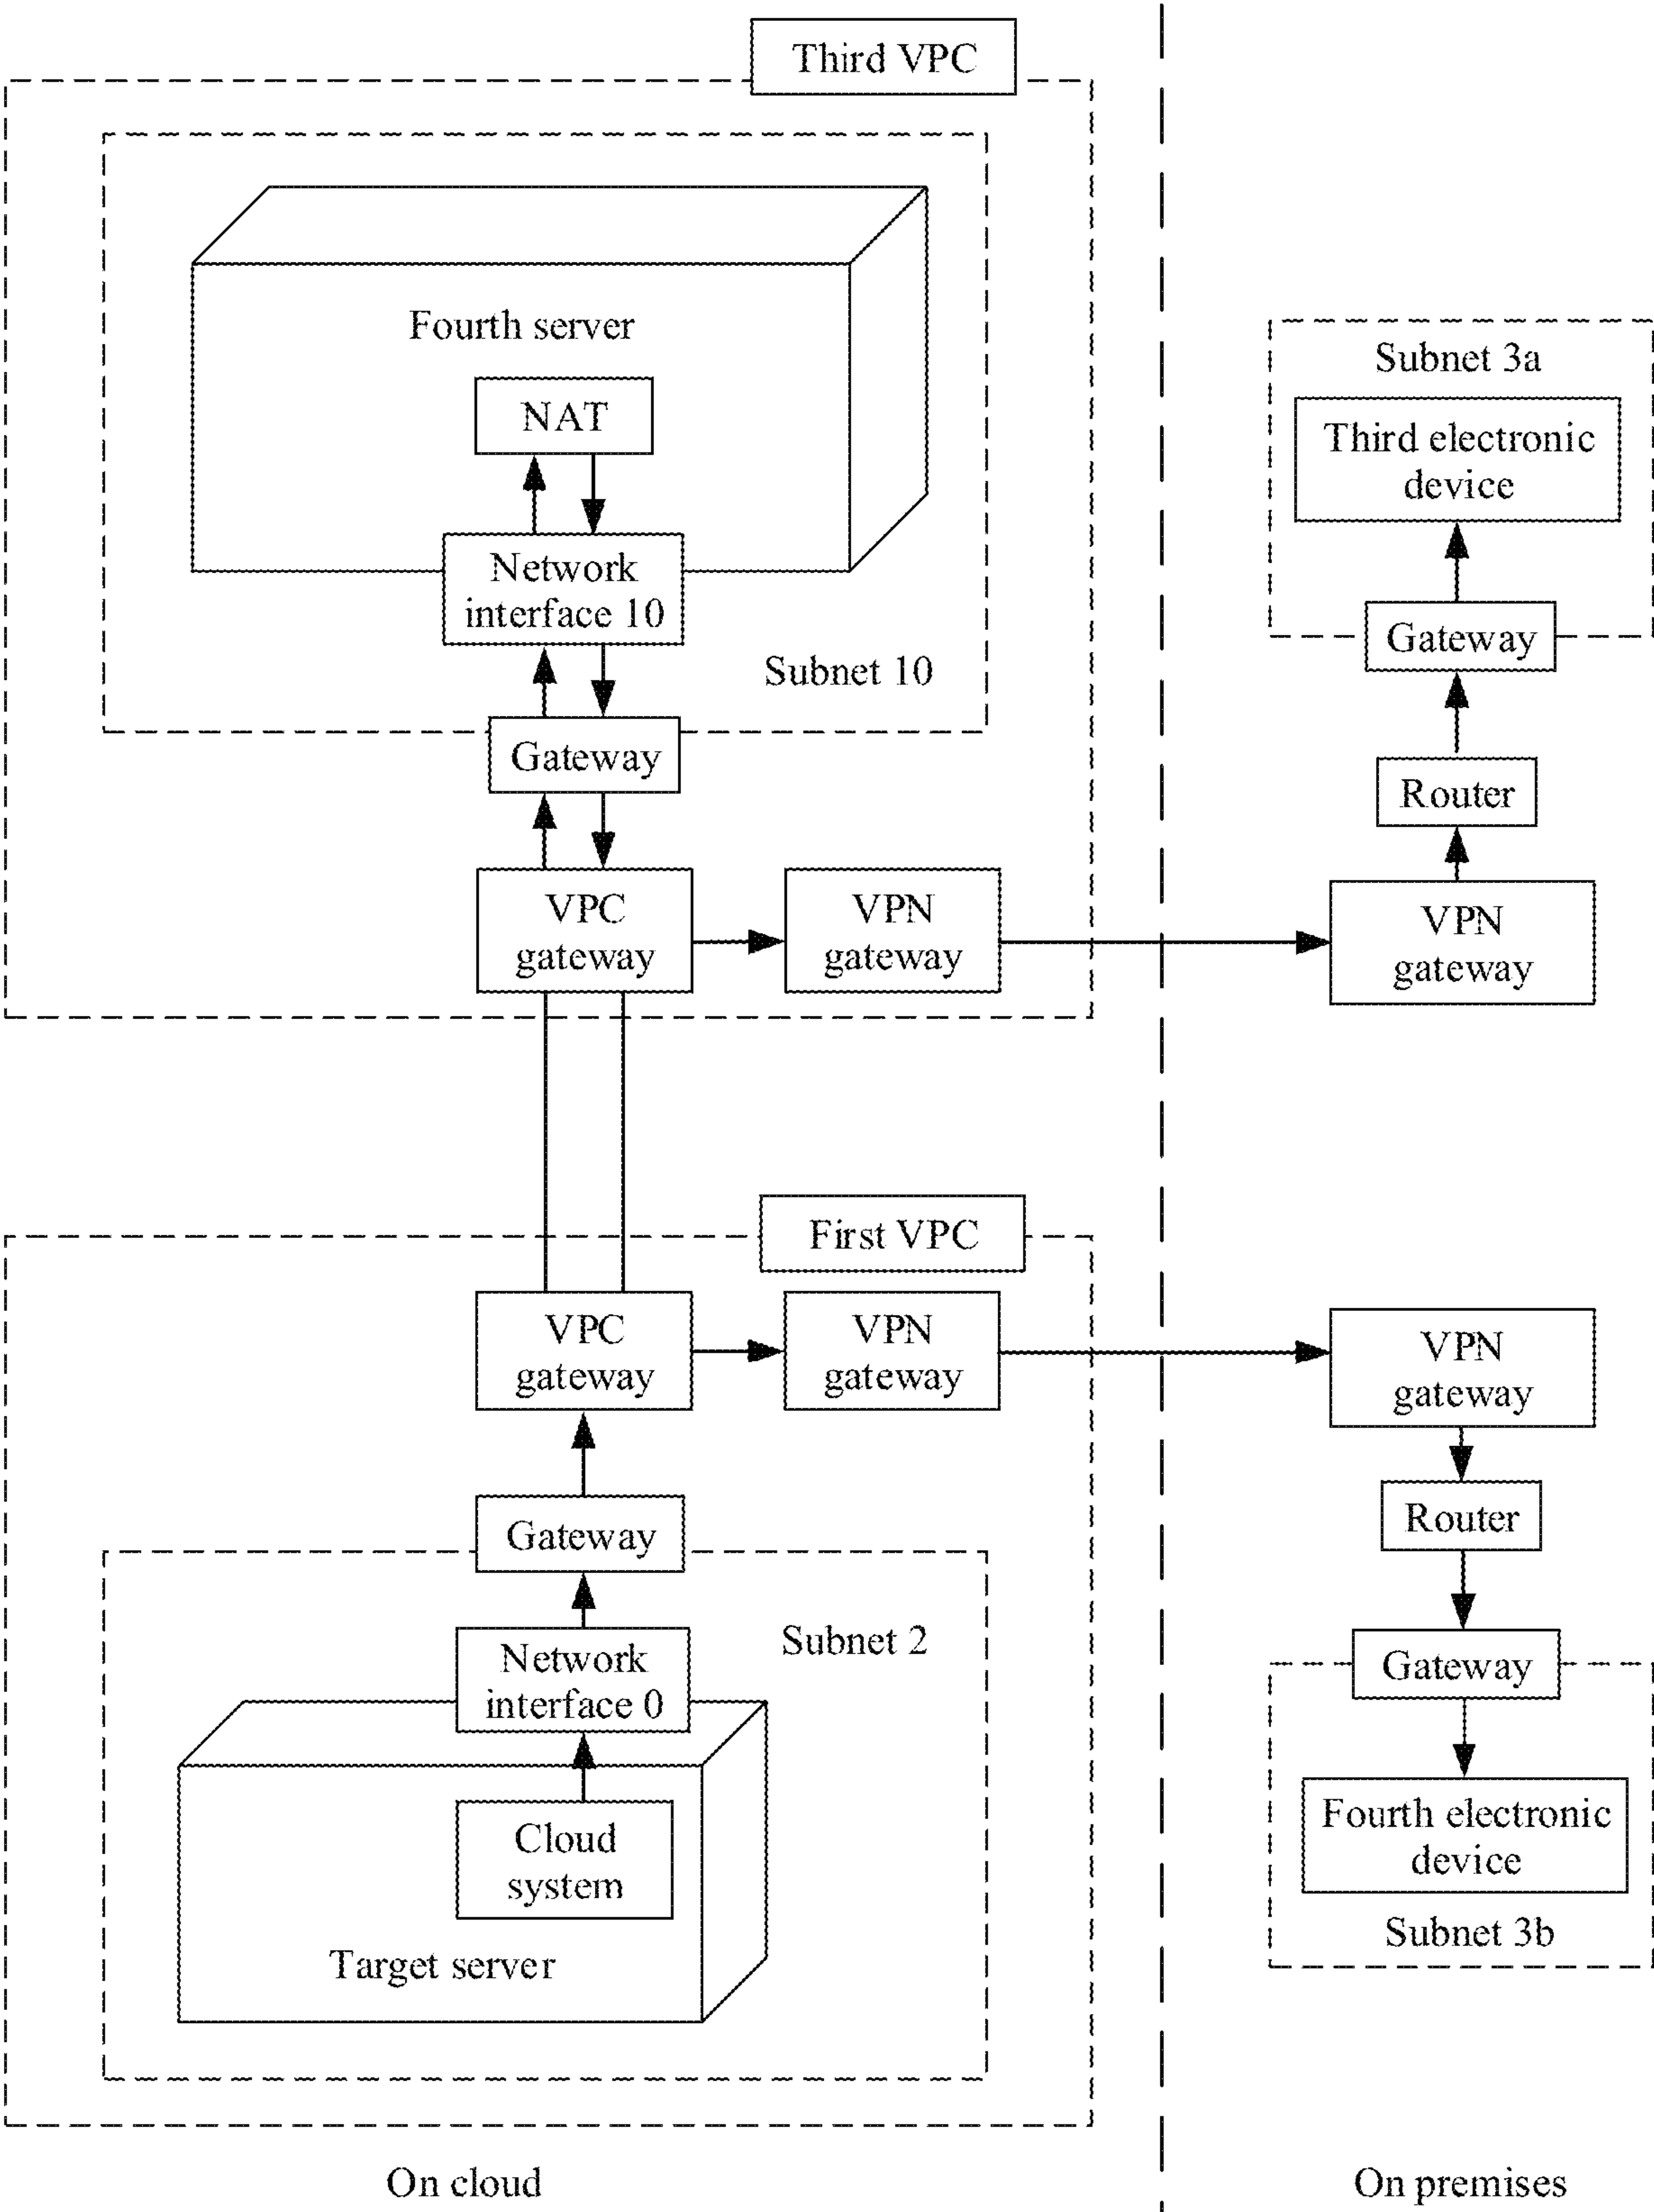 Third VPC
Fourth server
NAT
Network
interface 10
Subnet 10
Gateway
VPC
gateway
VPN
gateway
Subnet 3a
Third electronic
device
Gateway
Router
VPN
gateway
First VPC
VPC
gateway
VPN
gateway
Gateway
Subnet 2
Network
interface 0
Cloud
system
Target server
VPN
gateway
Router
Gateway
Fourth electronic
device
Subnet 3b
On cloud
On premises